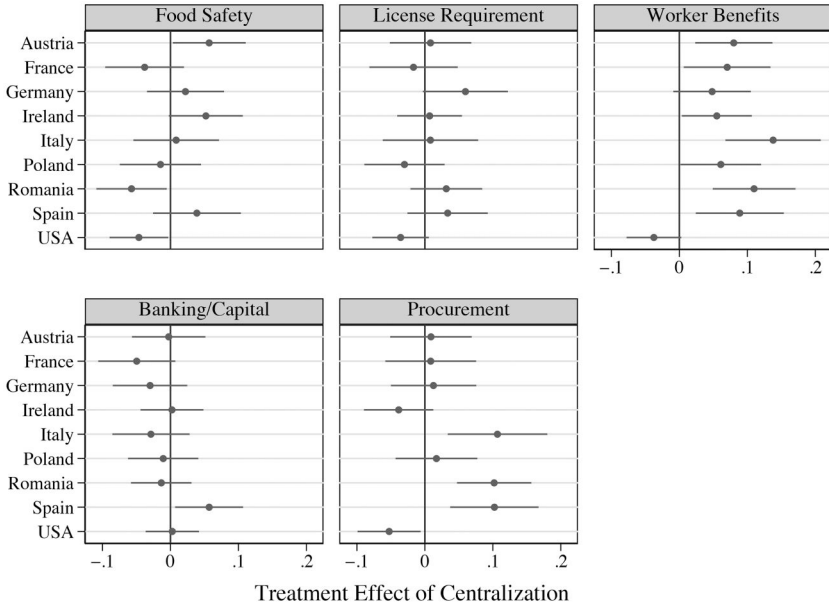 Food Safety License Requirement Worker Benefits
Austria
France
Germany
Ireland
Italy
Poland
Romania
Spain
USA
−.1 0 .1 .2
Banking/Capital Procurement
Austria
France
Germany
Ireland
Italy
Poland
Romania
Spain
USA
−.1 0 .1 .2 −.1 0 .1 .2
Treatment Effect of Centralization